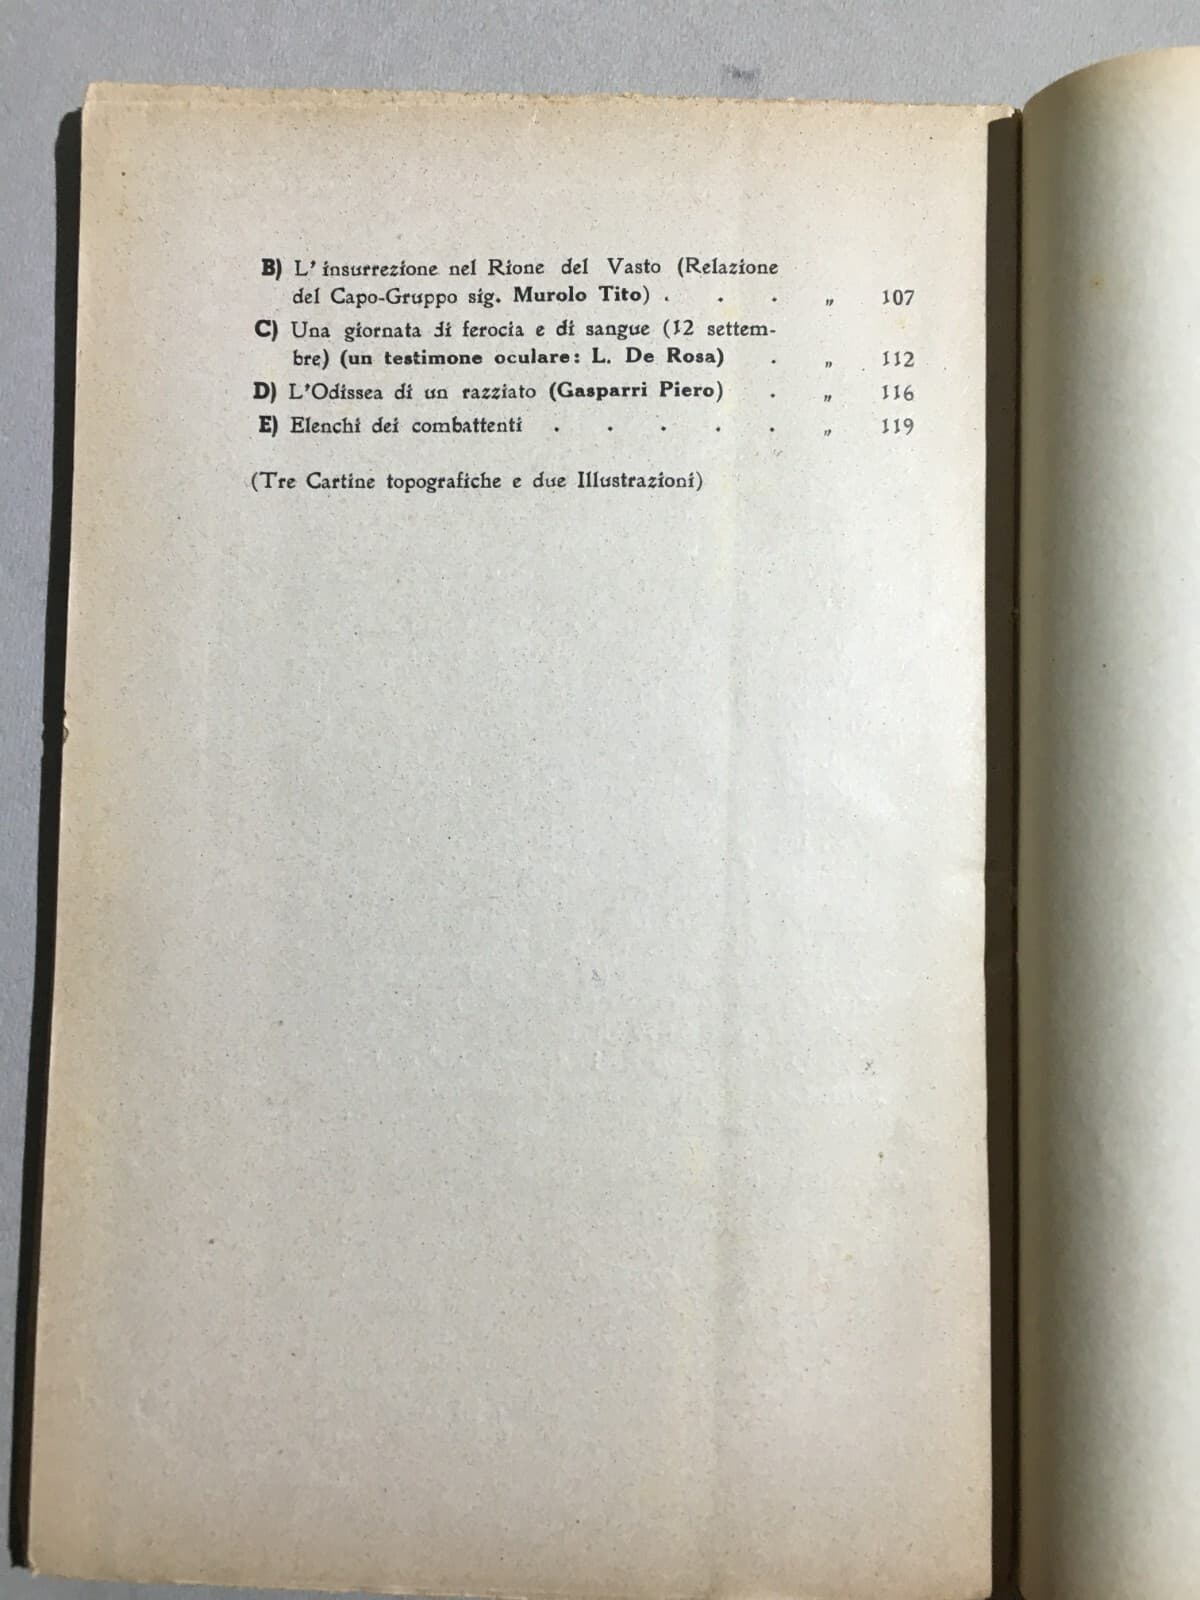 B) L' insurrezione nel Rione del Vasto (Relazione
del Capo-Gruppo sig. Murolo Tito) . . . „ 107
C) Una giornata di ferocia e di sangue (12 settem-
bre) (un testimone oculare: L. De Rosa) . „ 112
D) L'Odissea di un razziato (Gasparri Piero) . „ 116
E) Elenchi dei combattenti . . . . . „ 119
(Tre Cartine topografiche e due Illustrazioni)